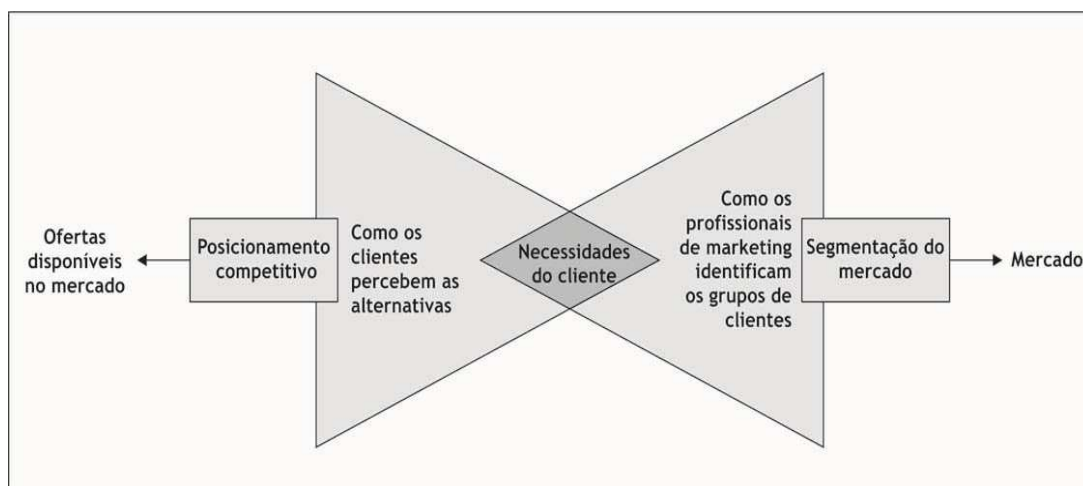 Ofertas
disponíveis
no mercado
Posicionamento
competitivo
Como os
clientes
percebem as
alternativas
Necessidades
do cliente
Como os
profissionais
de marketing
identificam
os grupos de
clientes
Segmentação do
mercado
Mercado